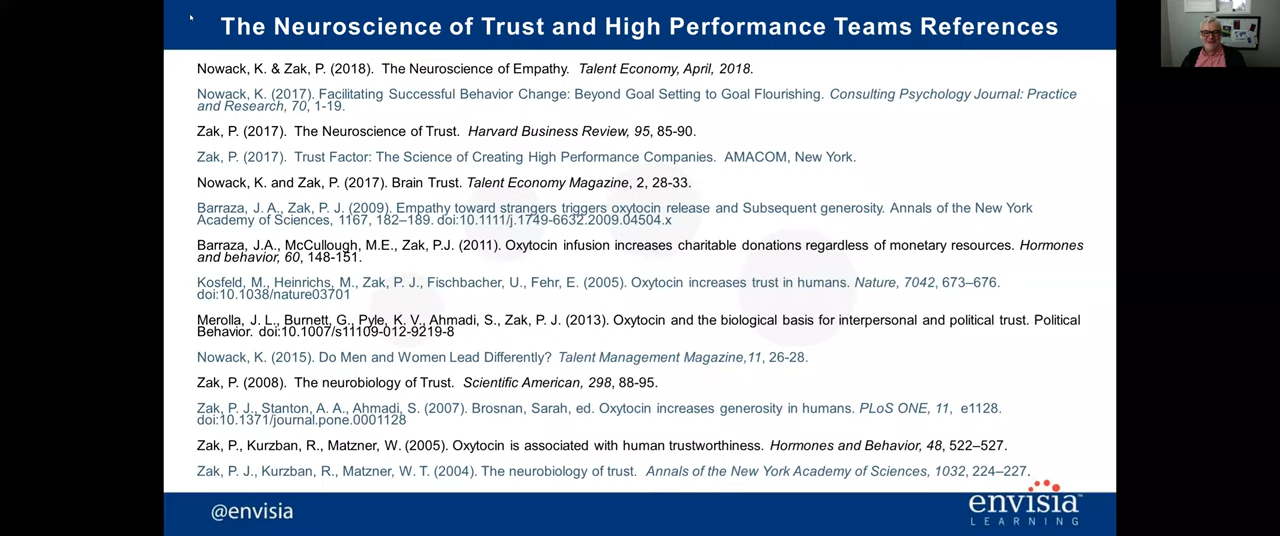 The Neuroscience of Trust and High Performance Teams References
Nowack, K. & Zak, P. (2018). The Neuroscience of Empathy. Talent Economy, April, 2018.
Nowack, K. (2017). Facilitating Successful Behavior Change: Beyond Goal Setting to Goal Flourishing. Consulting Psychology Journal: Practice
and Research, 70, 1-19.
Zak, P. (2017). The Neuroscience of Trust. Harvard Business Review, 95, 85-90.
Zak, P. (2017). Trust Factor: The Science of Creating High Performance Companies. AMACOM, New York.
Nowack, K. and Zak, P. (2017). Brain Trust. Talent Economy Magazine, 2, 28-33.
Barraza, J. A., Zak, P. J. (2009). Empathy toward strangers triggers oxytocin release and Subsequent generosity. Annals of the New York
Academy of Sciences, 1167, 182–189. doi:10.1111/j.1749-6632.2009.04504.x
Barraza, J.A., McCullough, M.E., Zak, P.J. (2011). Oxytocin infusion increases charitable donations regardless of monetary resources. Hormones
and behavior, 60, 148-151.
Kosfeld, M., Heinrichs, M., Zak, P. J., Fischbacher, U., Fehr, E. (2005). Oxytocin increases trust in humans. Nature, 7042, 673–676.
doi:10.1038/nature03701
Merolla, J. L., Burnett, G., Pyle, K. V., Ahmadi, S., Zak, P. J. (2013). Oxytocin and the biological basis for interpersonal and political trust. Political
Behavior. doi:10.1007/s11109-012-9219-8
Nowack, K. (2015). Do Men and Women Lead Differently? Talent Management Magazine,11, 26-28.
Zak, P. (2008). The neurobiology of Trust. Scientific American, 298, 88-95.
Zak, P. J., Stanton, A. A., Ahmadi, S. (2007). Brosnan, Sarah, ed. Oxytocin increases generosity in humans. PLoS ONE, 11, e1128.
doi:10.1371/journal.pone.0001128
Zak, P., Kurzban, R., Matzner, W. (2005). Oxytocin is associated with human trustworthiness. Hormones and Behavior, 48, 522–527.
Zak, P. J., Kurzban, R., Matzner, W. T. (2004). The neurobiology of trust. Annals of the New York Academy of Sciences, 1032, 224–227.
@envisia
envisia™
LEARNING